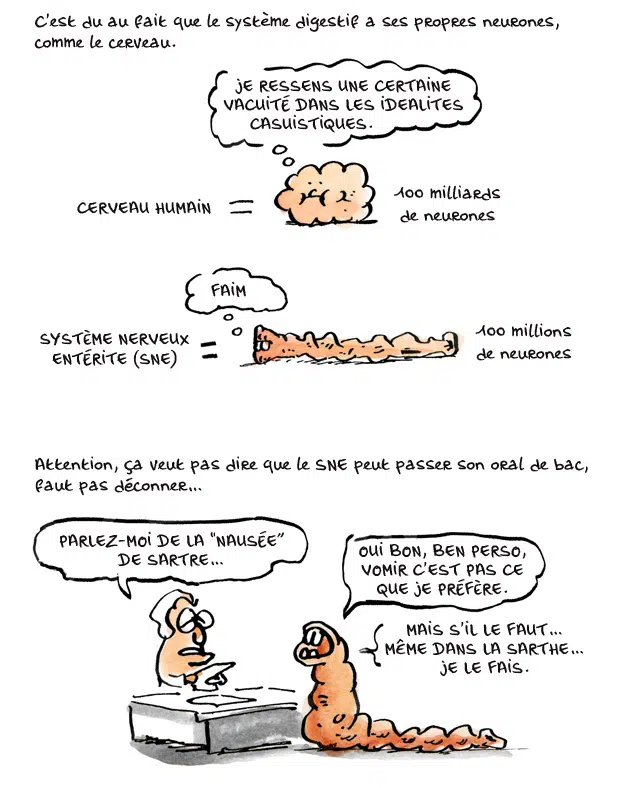 C'est du au fait que le système digestif a ses propres neurones,
comme le cerveau.
JE RESSENS UNE CERTAINE
VACUITÉ DANS LES IDEALITES
CASUISTIQUES.
CERVEAU HUMAIN =
100 milliards
de neurones
FAIM
SYSTÈME NERVEUX
ENTÉRITE (SNE)
=
100 millions
de neurones
Attention, ça veut pas dire que le SNE peut passer son oral de bac,
faut pas déconner...
PARLEZ-MOI DE LA "NAUSÉE"
DE SARTRE...
OUI BON, BEN PERSO,
VOMIR C'EST PAS CE
QUE JE PRÉFÈRE.
MAIS S'IL LE FAUT...
MÊME DANS LA SARTHE...
JE LE FAIS.